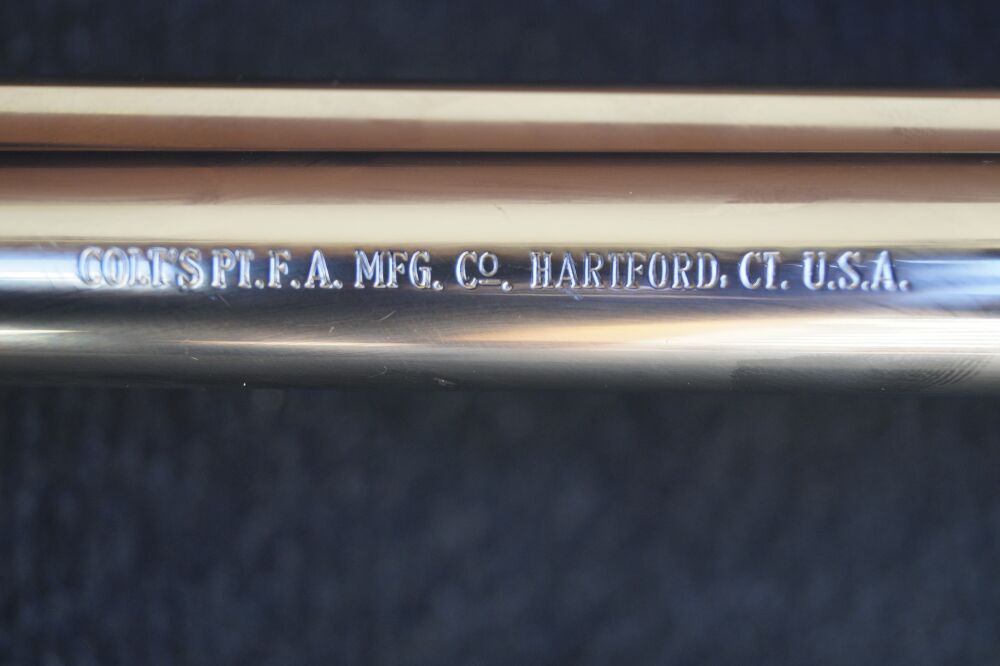 COLT'S PT. F. A. MFG. Cº. HARTFORD, CT. U.S.A.